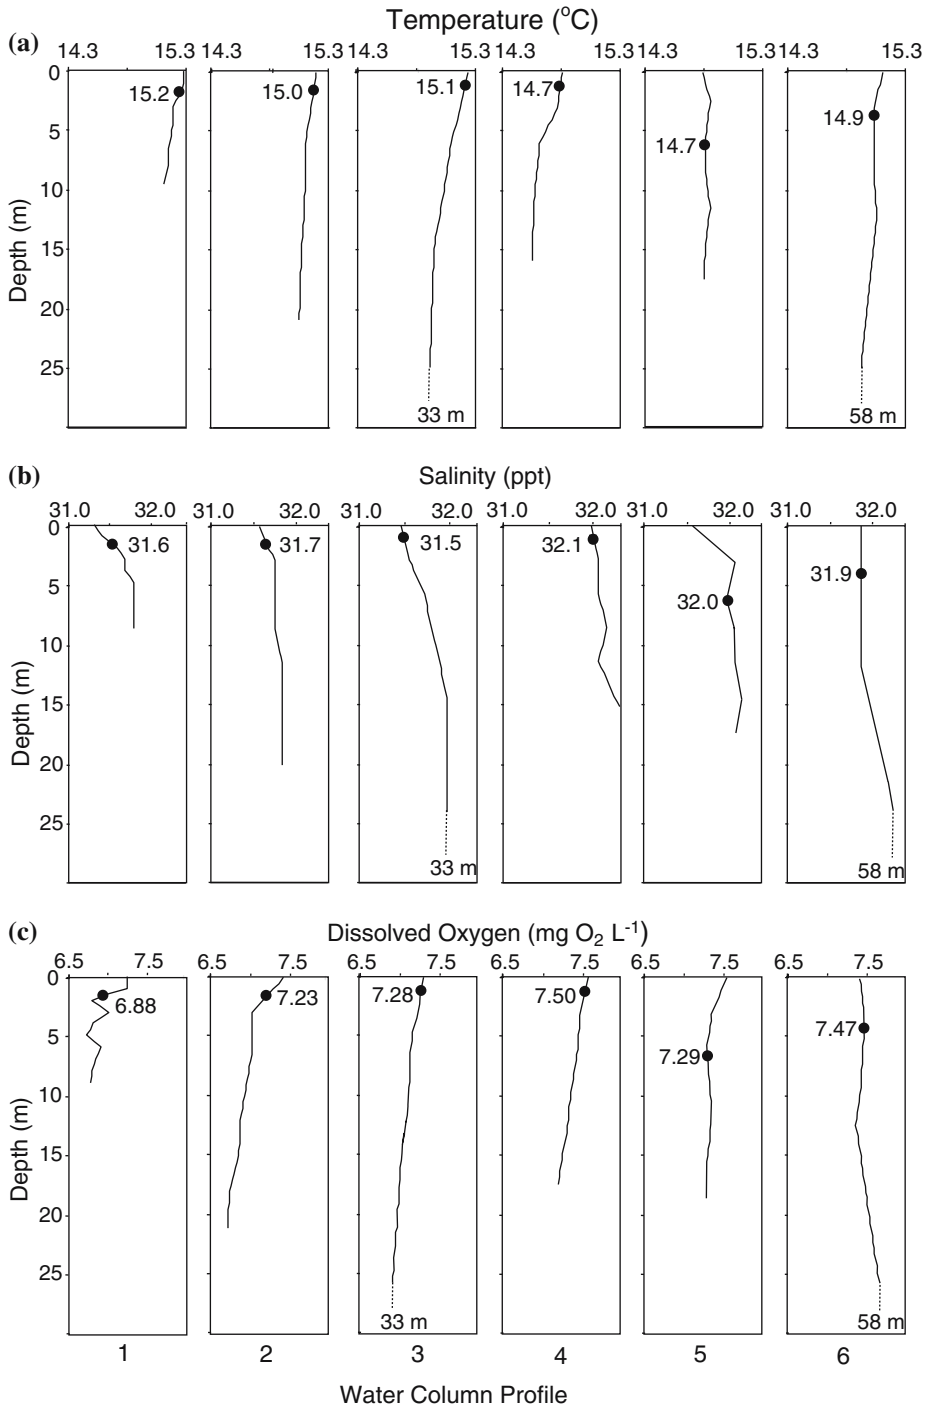 Temperature (°C)
(a)
14.3 15.3 14.3 15.3 14.3 15.3 14.3 15.3 14.3 15.3 14.3 15.3
0
15.2 15.0 15.1 14.7 14.7 14.9
5
10
15
20
25
Depth (m)
33 m 58 m
(b) Salinity (ppt)
31.0 32.0 31.0 32.0 31.0 32.0 31.0 32.0 31.0 32.0 31.0 32.0
0
31.6 31.7 31.5 32.1 32.0 31.9
5
10
15
20
25
Depth (m)
33 m 58 m
(c) Dissolved Oxygen (mg O₂ L⁻¹)
6.5 7.5 6.5 7.5 6.5 7.5 6.5 7.5 6.5 7.5 6.5 7.5
0
6.88 7.23 7.28 7.50 7.29 7.47
5
10
15
20
25
Depth (m)
33 m 58 m
1 2 3 4 5 6
Water Column Profile